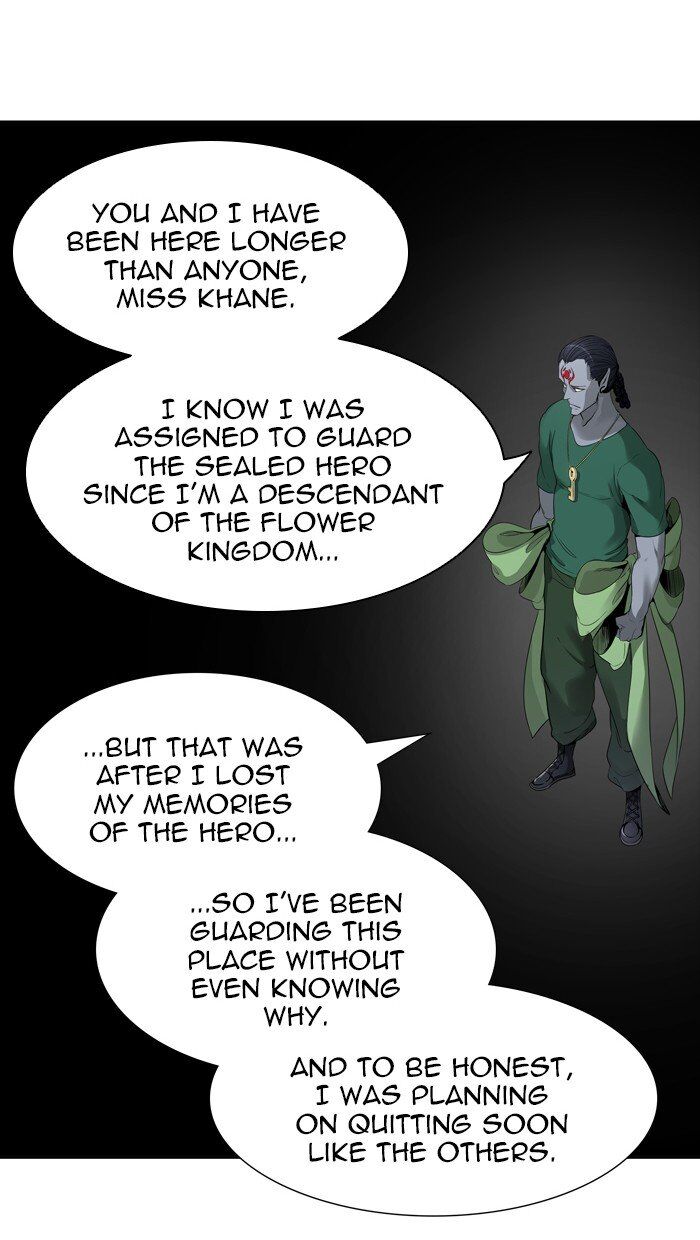 YOU AND I HAVE
BEEN HERE LONGER
THAN ANYONE,
MISS KHANE.
I KNOW I WAS
ASSIGNED TO GUARD
THE SEALED HERO
SINCE I'M A DESCENDANT
OF THE FLOWER
KINGDOM...
...BUT THAT WAS
AFTER I LOST
MY MEMORIES
OF THE HERO...
...SO I'VE BEEN
GUARDING THIS
PLACE WITHOUT
EVEN KNOWING
WHY.
AND TO BE HONEST,
I WAS PLANNING
ON QUITTING SOON
LIKE THE OTHERS.